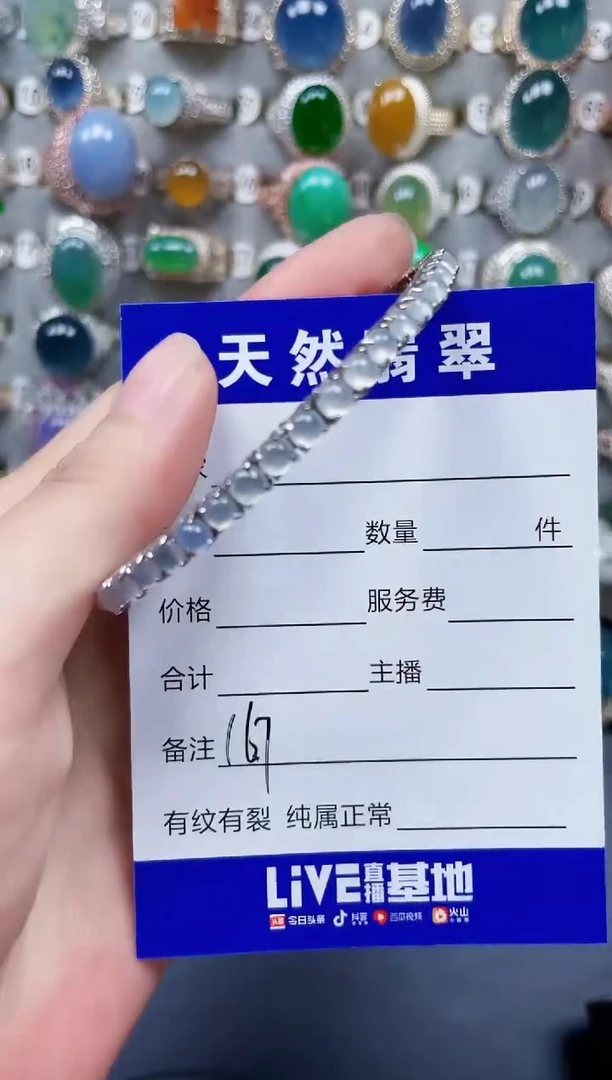 天然翡翠
数量 件
价格 服务费
合计 主播
备注 167
有纹有裂 纯属正常
LiVE直播基地
头条 今日头条 抖音 西瓜视频 火山